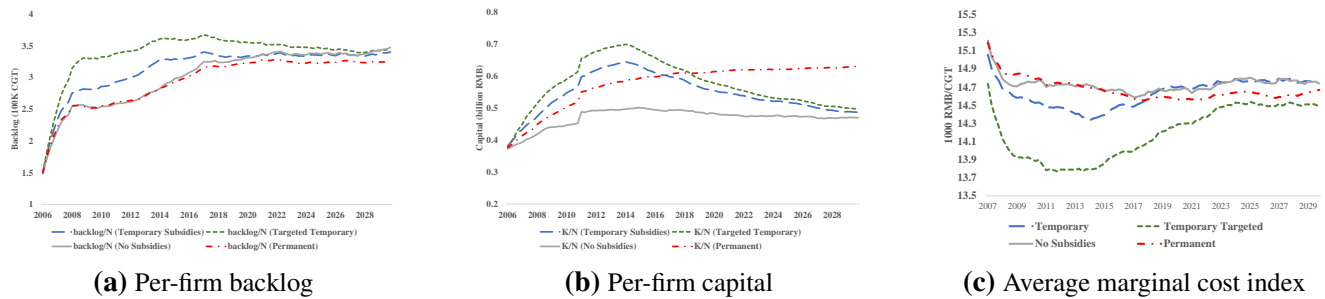 4
3.5
3
2.5
2
1.5
1
Backlog (100K CGT)
2006 2008 2010 2012 2014 2016 2018 2020 2022 2024 2026 2028
backlog/N (Temporary Subsidies) backlog/N (Targeted Temporary)
backlog/N (No Subsidies) backlog/N (Permanent)
(a) Per-firm backlog
0.8
0.7
0.6
0.5
0.4
0.3
0.2
Capital (billion RMB)
2006 2008 2010 2012 2014 2016 2018 2020 2022 2024 2026 2028
K/N (Temporary Subsidies) K/N (Targeted Temporary)
K/N (No Subsidies) K/N (Permanent)
(b) Per-firm capital
15.5
15.3
15.1
14.9
14.7
14.5
14.3
14.1
13.9
13.7
13.5
1000 RMB/CGT
2007 2009 2011 2013 2015 2017 2019 2021 2023 2025 2027 2029
Temporary Temporary Targeted
No Subsidies Permanent
(c) Average marginal cost index